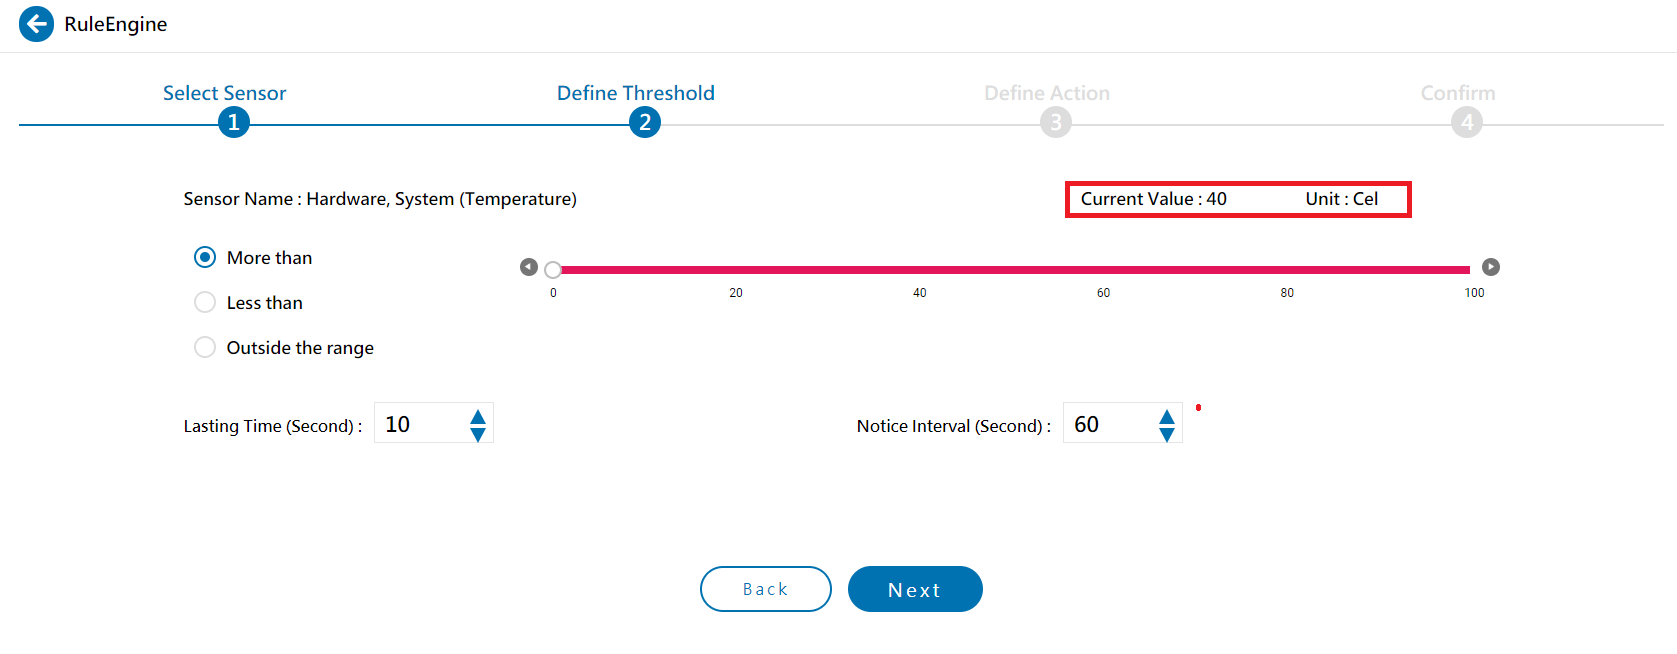 RuleEngine
Select Sensor Define Threshold Define Action Confirm
1 2 3 4
Sensor Name : Hardware, System (Temperature) Current Value : 40 Unit : Cel
More than
0 20 40 60 80 100
Less than
Outside the range
Lasting Time (Second) : 10 Notice Interval (Second) : 60
Back Next